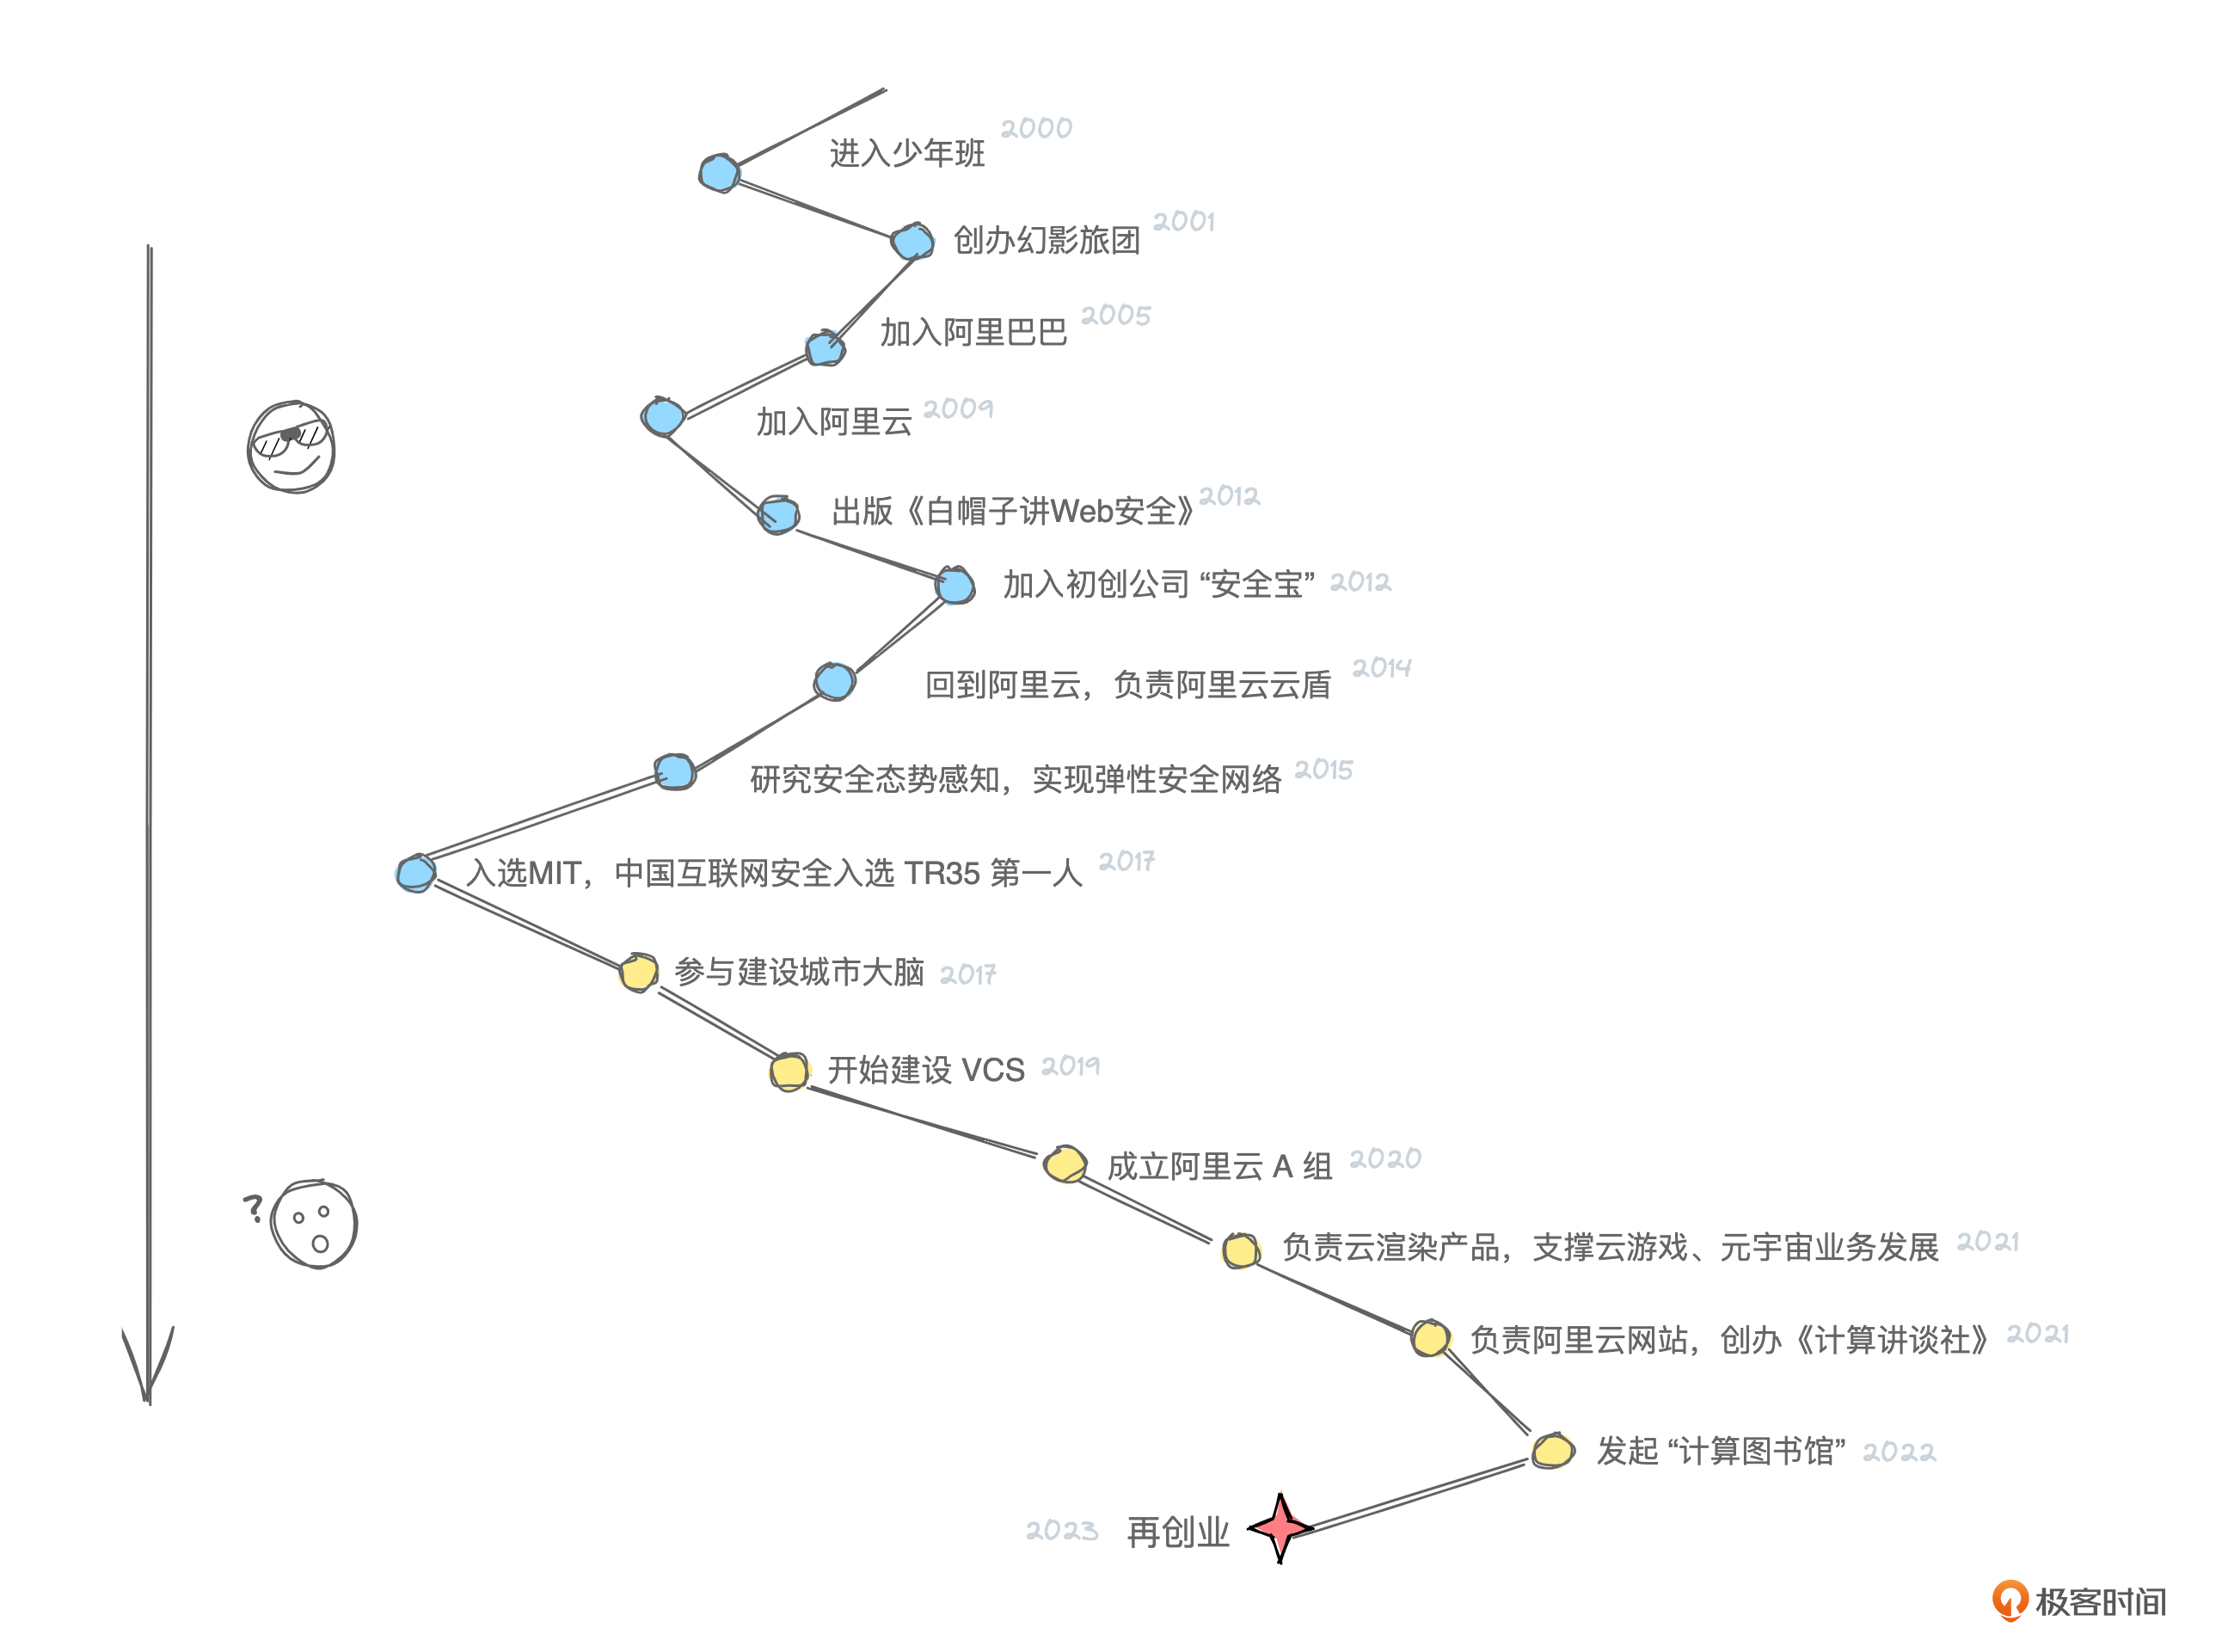 进入少年班 2000
创办幻影旅团 2001
加入阿里巴巴 2005
加入阿里云 2009
出版《白帽子讲Web安全》 2012
加入初创公司 “安全宝” 2012
回到阿里云，负责阿里云云盾 2014
研究安全态势感知，实现弹性安全网络 2015
入选MIT，中国互联网安全入选 TR35 第一人 2017
参与建设城市大脑 2017
开始建设 VCS 2019
成立阿里云 A 组 2020
?
负责云渲染产品，支撑云游戏、元宇宙业务发展 2021
负责阿里云网站，创办《计算讲谈社》 2021
发起 “计算图书馆” 2022
2023 再创业
极客时间